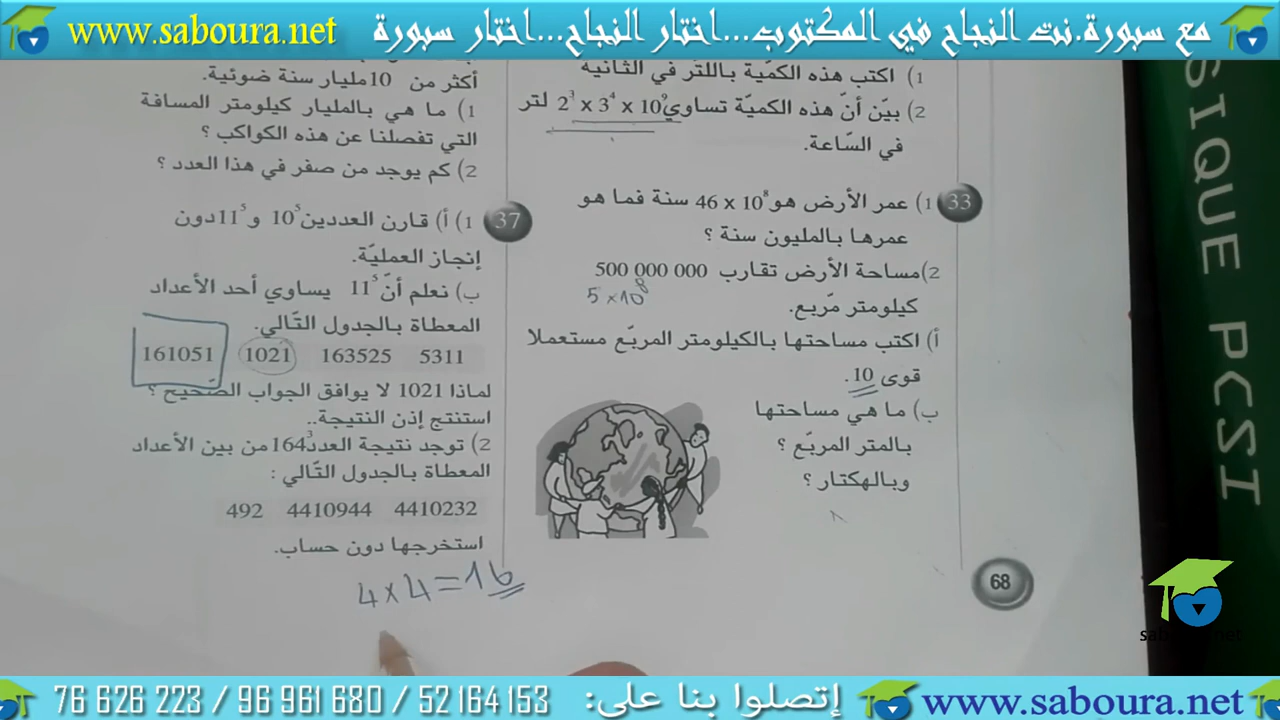 مع سبورة.نت النجاح في المكتوب...اختار النجاح...اختار سبورة
www.saboura.net
1) اكتب هذه الكميّة باللّتر في الثانية
2) بيّن أنّ هذه الكميّة تساوي 2³ x 3⁴ x 10⁹ لتر
في السّاعة.
33
1) عمر الأرض هو 46 x 10⁸ سنة فما هو
عمرها بالمليون سنة ؟
2) مساحة الأرض تقارب 500 000 000
5 x 10⁸
كيلومتر مربّع.
أ) اكتب مساحتها بالكيلومتر المربّع مستعملا
قوى 10.
ب) ما هي مساحتها
بالمتر المربّع ؟
وبالهكتار ؟
68
أكثر من 10 مليار سنة ضوئية.
1) ما هي بالمليار كيلومتر المسافة
التي تفصلنا عن هذه الكواكب ؟
2) كم يوجد من صفر في هذا العدد ؟
37
1) أ) قارن العددين 10⁵ و 11⁵ دون
إنجاز العمليّة.
ب) نعلم أنّ 11⁵ يساوي أحد الأعداد
المعطاة بالجدول التّالي.
161051 1021 163525 5311
لماذا 1021 لا يوافق الجواب الصّحيح ؟
استنتج إذن النتيجة..
2) توجد نتيجة العدد 164³ من بين الأعداد
المعطاة بالجدول التّالي :
492 4410944 4410232
استخرجها دون حساب.
4 x 4 = 16
SIQUE PCSI
saboura.net
إتصلوا بنا على: 76 626 223 / 96 961 680 / 52 164 153
www.saboura.net